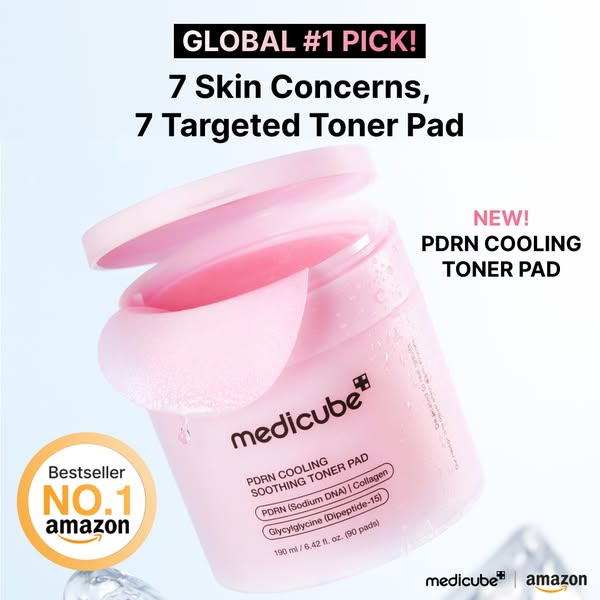 GLOBAL #1 PICK!
7 Skin Concerns,
7 Targeted Toner Pad
NEW!
PDRN COOLING
TONER PAD
medicube
PDRN COOLING
SOOTHING TONER PAD
PDRN (Sodium DNA) | Collagen
Glycylglycine (Dipeptide-15)
190 ml / 6.42 fl. oz. (90 pads)
Bestseller
NO.1
amazon
medicube | amazon